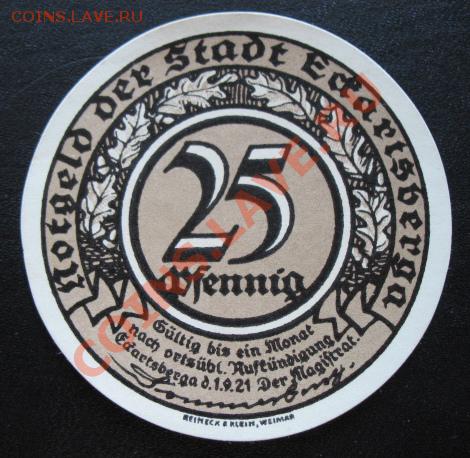 COINS.LAVE.RU
Notgeld der Stadt Eckartsberga
25
Pfennig
Gültig bis ein Monat
nach ortsübl. Aufkündigung
Eckartsberga d. 1.9.21 Der Magistrat.
REINECK & KLEIN, WEIMAR
COINS.LAVE.RU